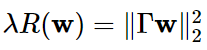 λR(w) = ‖Γw‖₂²